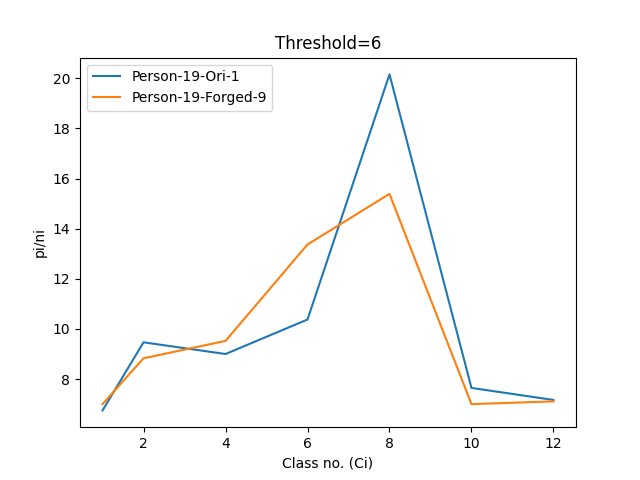 Threshold=6
Person-19-Ori-1
Person-19-Forged-9
20
18
16
14
12
10
8
pi/ni
2 4 6 8 10 12
Class no. (Ci)